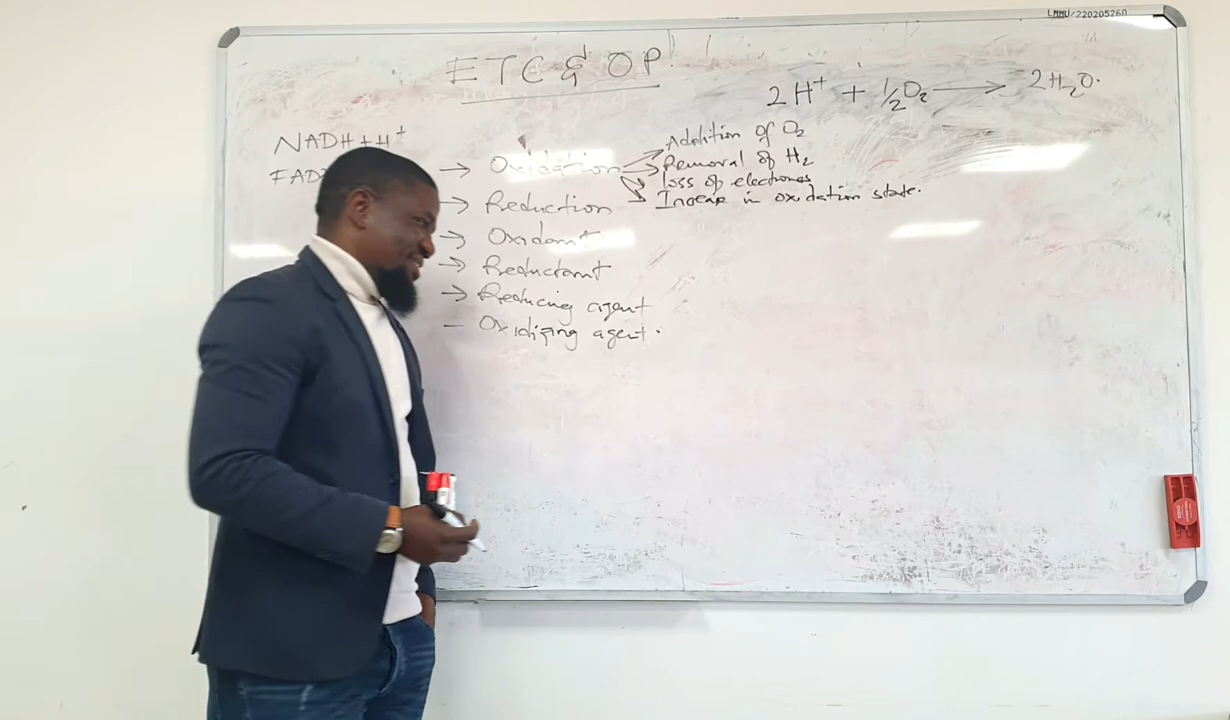 LMMU/220205260
ETC & OP
2H⁺ + ½O₂ → 2H₂O.
NADH + H⁺
FAD
→ Oxidation
Addition of O₂
Removal of H₂
loss of electrones
Increase in oxidation state.
→ Reduction
→ Oxidant
→ Reductant
→ Reducing agent
– Oxidizing agent.